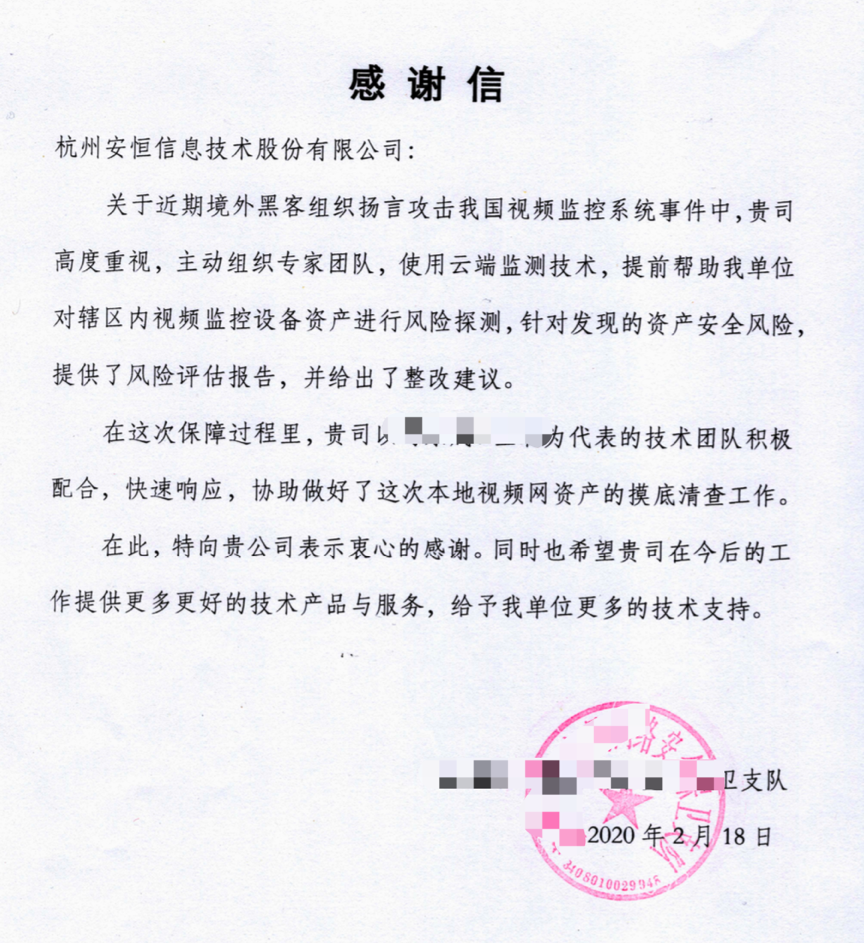 感谢信
杭州安恒信息技术股份有限公司：
关于近期境外黑客组织扬言攻击我国视频监控系统事件中，贵司
高度重视，主动组织专家团队，使用云端监测技术，提前帮助我单位
对辖区内视频监控设备资产进行风险探测，针对发现的资产安全风险，
提供了风险评估报告，并给出了整改建议。
在这次保障过程里，贵司以 为代表的技术团队积极
配合，快速响应，协助做好了这次本地视频网资产的摸底清查工作。
在此，特向贵公司表示衷心的感谢。同时也希望贵司在今后的工
作提供更多更好的技术产品与服务，给予我单位更多的技术支持。
卫支队
2020 年 2 月 18 日